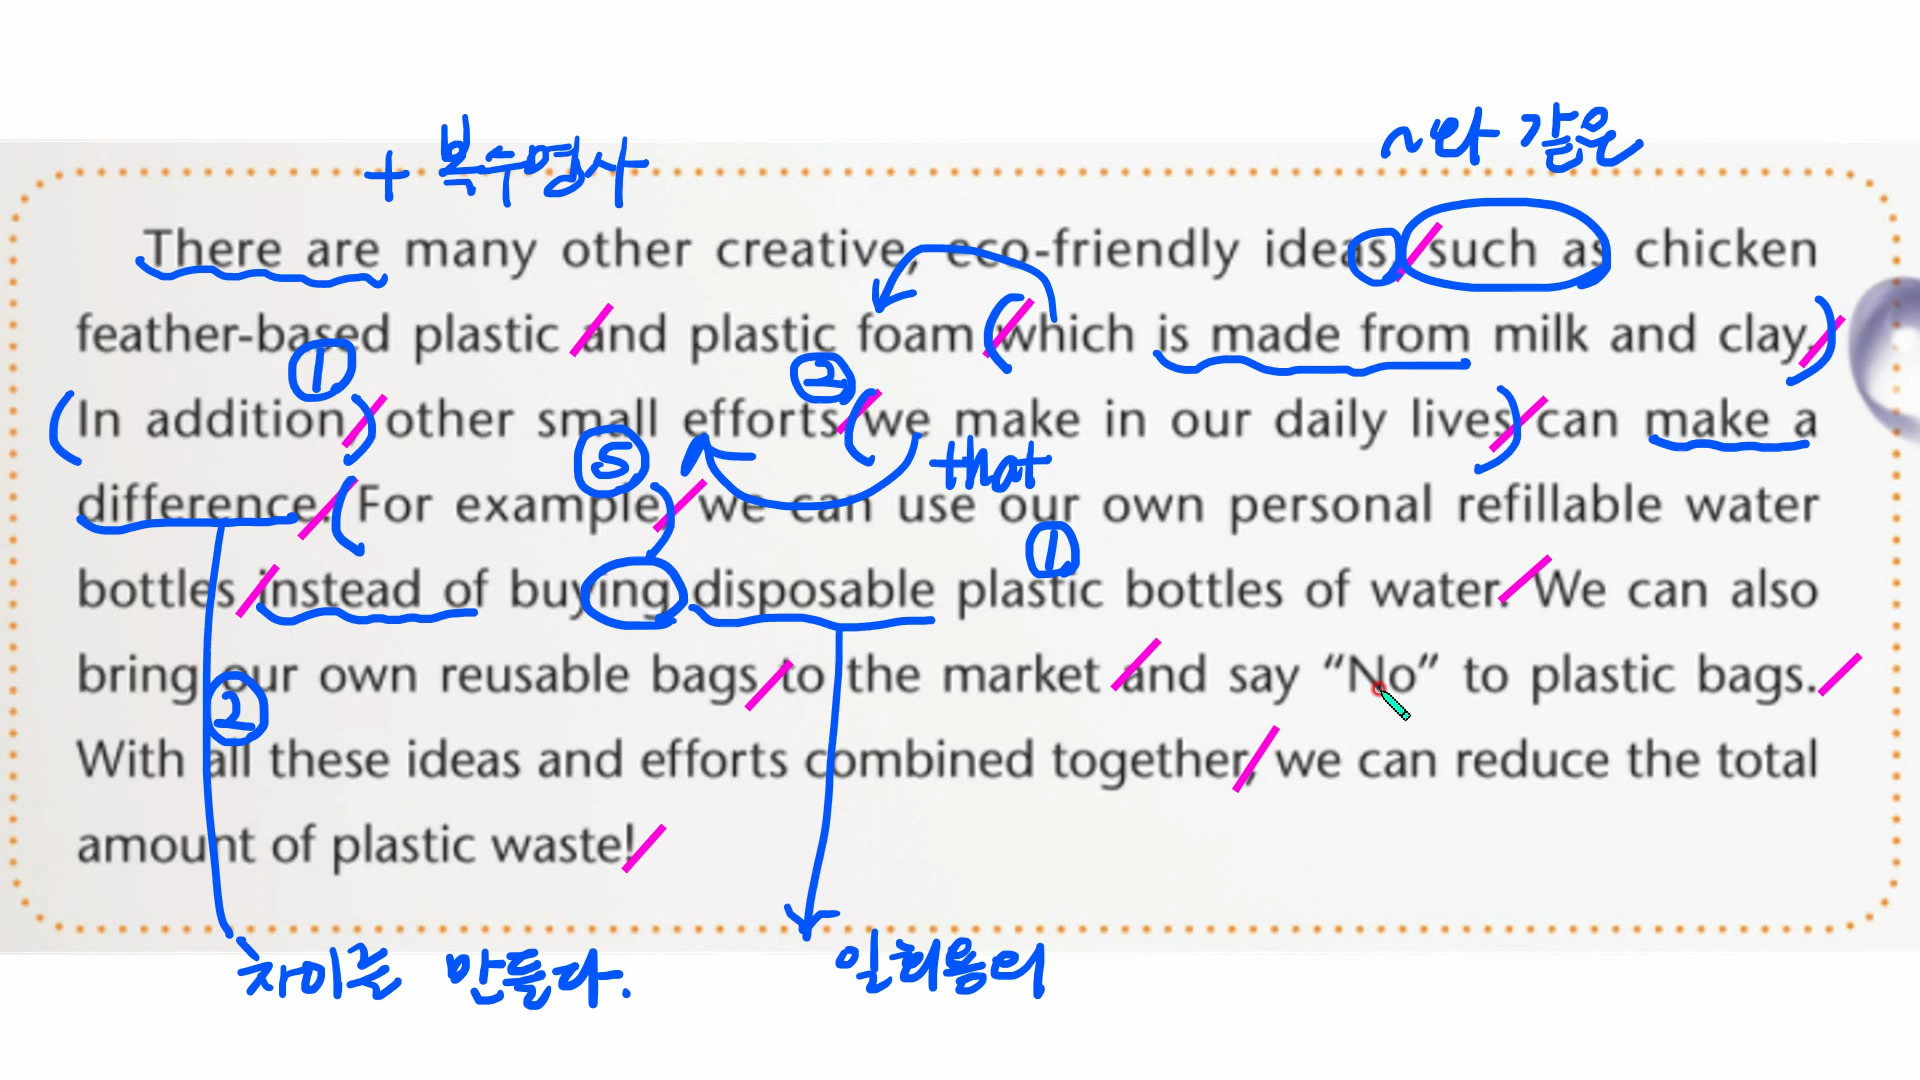 + 복수명사
~와 같은
There are many other creative, eco-friendly ideas, such as chicken
feather-based plastic and plastic foam which is made from milk and clay.
① ②
In addition, other small efforts we make in our daily lives can make a
⑤ that
difference. For example, we can use our own personal refillable water
①
bottles instead of buying disposable plastic bottles of water. We can also
bring our own reusable bags to the market and say “No” to plastic bags.
②
With all these ideas and efforts combined together, we can reduce the total
amount of plastic waste!
차이를 만들다. 일회용의